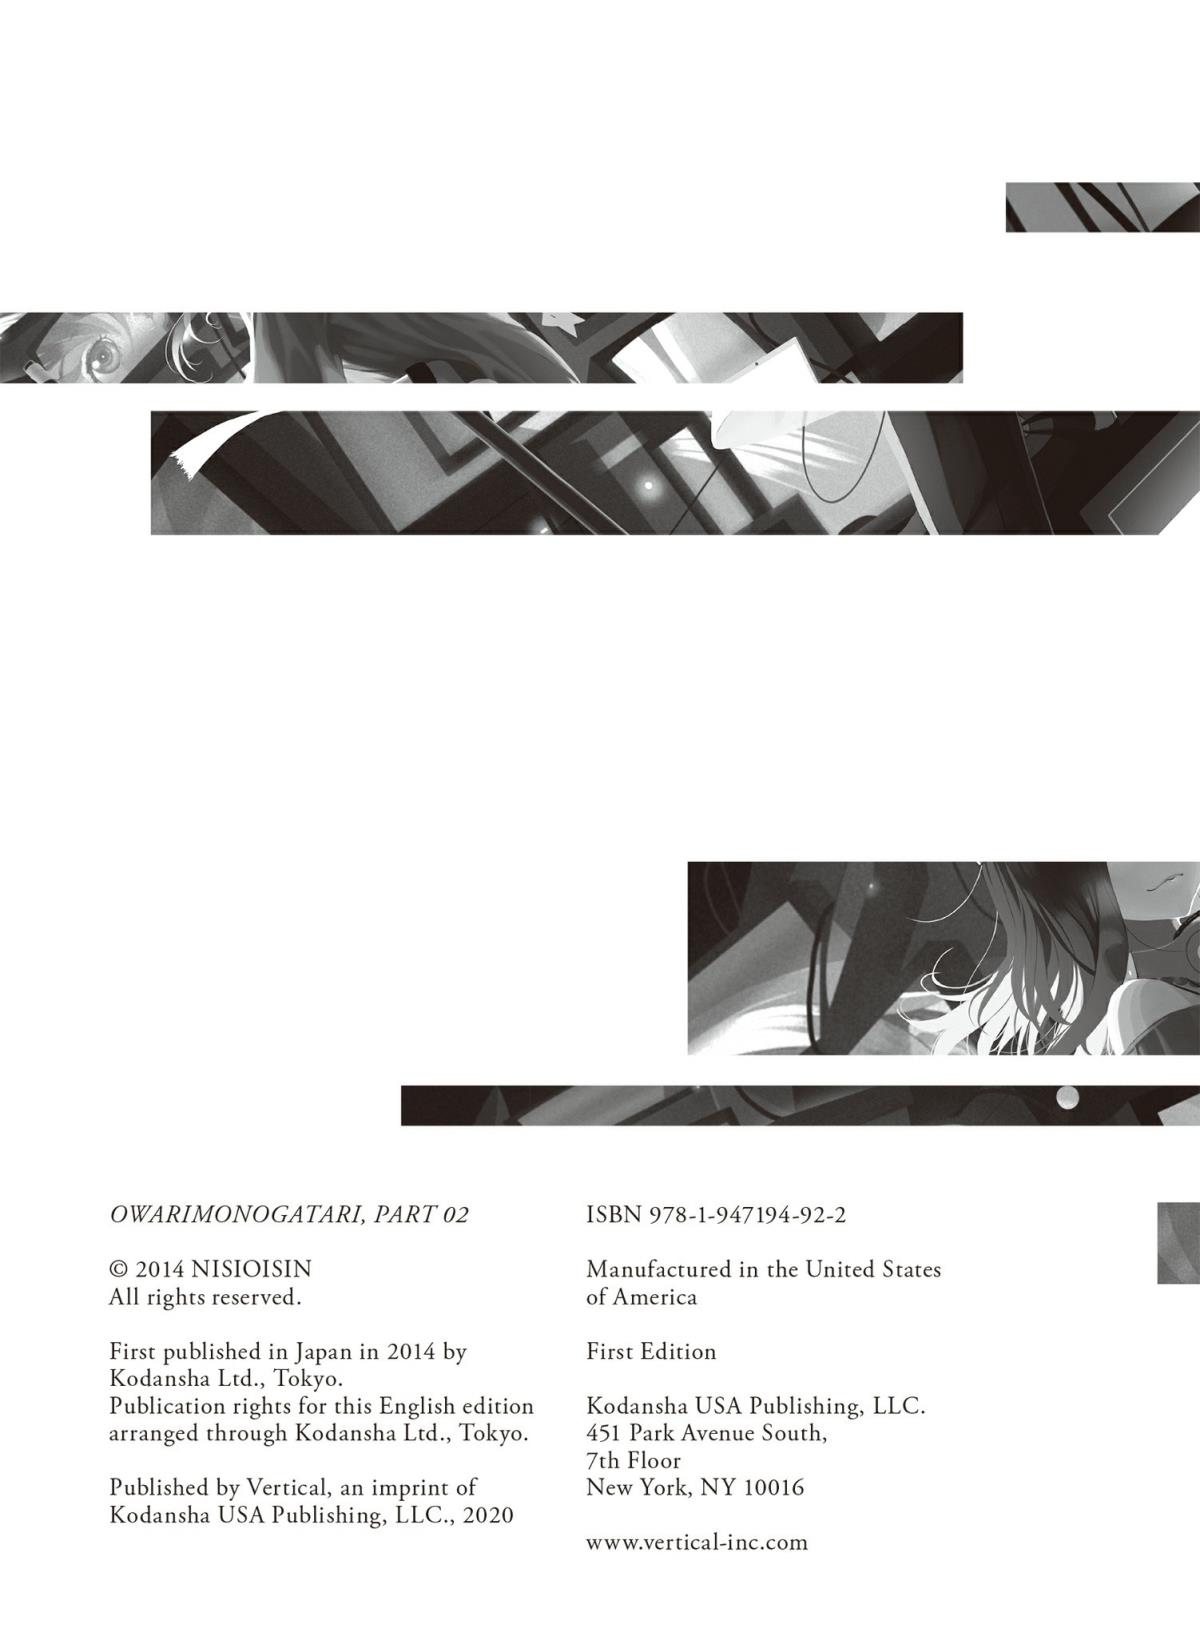 OWARIMONOGATARI, PART 02
© 2014 NISIOISIN
All rights reserved.
First published in Japan in 2014 by
Kodansha Ltd., Tokyo.
Publication rights for this English edition
arranged through Kodansha Ltd., Tokyo.
Published by Vertical, an imprint of
Kodansha USA Publishing, LLC., 2020
ISBN 978-1-947194-92-2
Manufactured in the United States
of America
First Edition
Kodansha USA Publishing, LLC.
451 Park Avenue South,
7th Floor
New York, NY 10016
www.vertical-inc.com